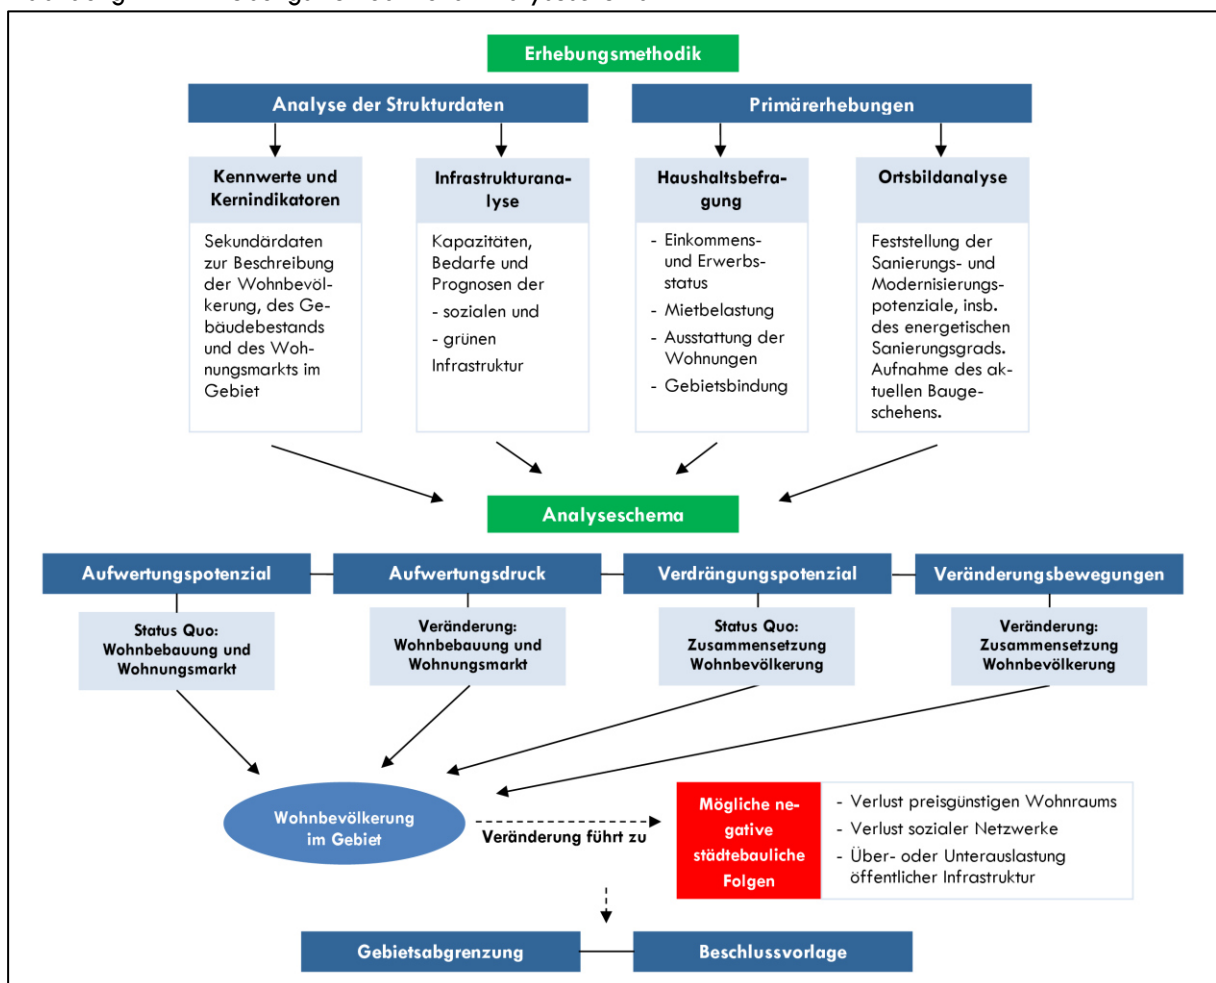 Erhebungsmethodik
Analyse der Strukturdaten
Primärerhebungen
Kennwerte und
Kernindikatoren
Sekundärdaten
zur Beschreibung
der Wohnbevöl-
kerung, des Ge-
bäudebestands
und des Woh-
nungsmarkts im
Gebiet
Infrastrukturana-
lyse
Kapazitäten,
Bedarfe und
Prognosen der
- sozialen und
- grünen
Infrastruktur
Haushaltsbefra-
gung
- Einkommens-
und Erwerbs-
status
- Mietbelastung
- Ausstattung der
Wohnungen
- Gebietsbindung
Ortsbildanalyse
Feststellung der
Sanierungs- und
Modernisierungs-
potenziale, insb.
des energetischen
Sanierungsgrads.
Aufnahme des ak-
tuellen Bauge-
schehens.
Analyseschema
Aufwertungspotenzial
Aufwertungsdruck
Verdrängungspotenzial
Veränderungsbewegungen
Status Quo:
Wohnbebauung und
Wohnungsmarkt
Veränderung:
Wohnbebauung und
Wohnungsmarkt
Status Quo:
Zusammensetzung
Wohnbevölkerung
Veränderung:
Zusammensetzung
Wohnbevölkerung
Wohnbevölkerung
im Gebiet
Veränderung führt zu
Mögliche ne-
gative
städtebauliche
Folgen
- Verlust preisgünstigen Wohnraums
- Verlust sozialer Netzwerke
- Über- oder Unterauslastung
öffentlicher Infrastruktur
Gebietsabgrenzung
Beschlussvorlage